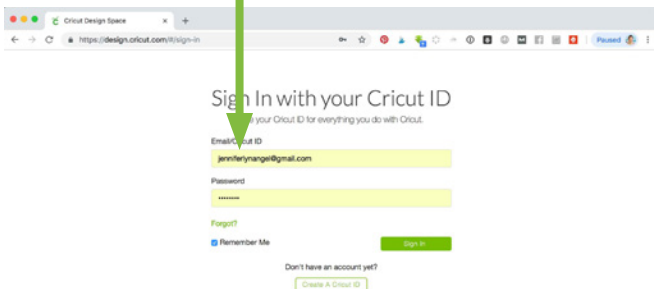 Cricut Design Space
https://design.cricut.com/#/sign-in
Paused
Sign In with your Cricut ID
your Cricut ID for everything you do with Cricut.
Email/Cricut ID
jenniferlynangel@gmail.com
Password
Forgot?
Remember Me
Sign In
Don't have an account yet?
Create A Cricut ID